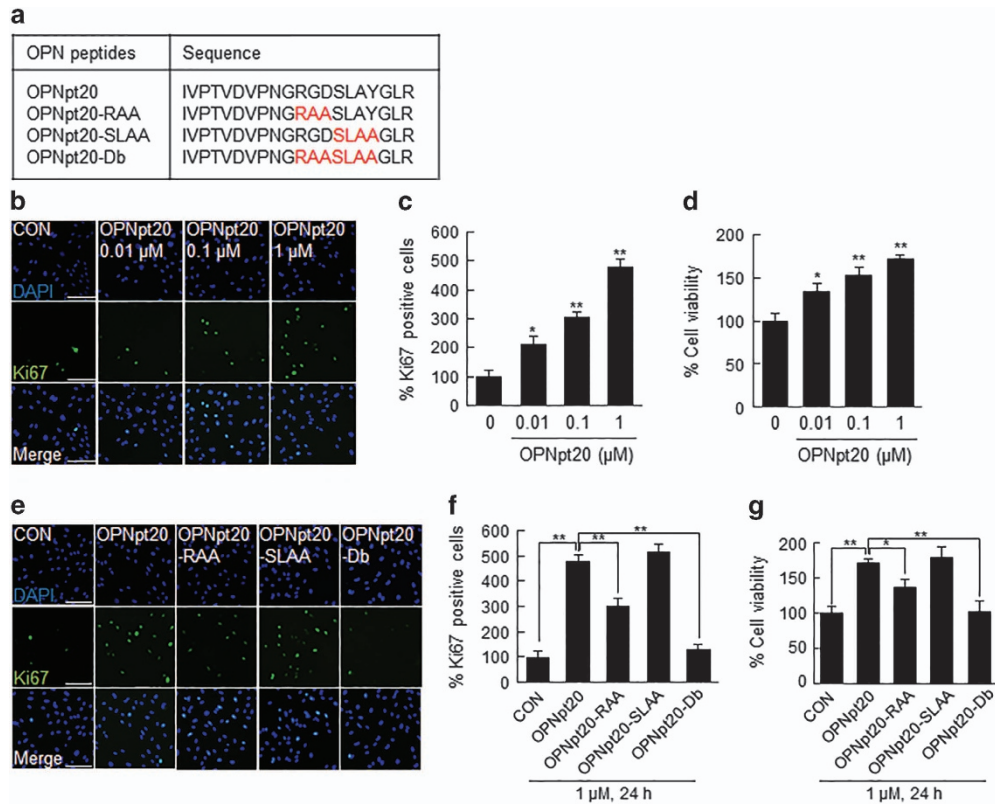 a
OPN peptides Sequence
OPNpt20 IVPTVDVPNGRGDSLAYGLR
OPNpt20-RAA IVPTVDVPNGRAASLAYGLR
OPNpt20-SLAA IVPTVDVPNGRGDSLAAGLR
OPNpt20-Db IVPTVDVPNGRAASLAAGLR
b
CON OPNpt20 OPNpt20 OPNpt20
0.01 µM 0.1 µM 1 µM
DAPI
Ki67
Merge
c
% Ki67 positive cells
600
500
400
300
200
100
0
* ** **
0 0.01 0.1 1
OPNpt20 (µM)
d
% Cell viability
200
150
100
50
0
* ** **
0 0.01 0.1 1
OPNpt20 (µM)
e
CON OPNpt20 OPNpt20 OPNpt20 OPNpt20
-RAA -SLAA -Db
DAPI
Ki67
Merge
f
% Ki67 positive cells
600
500
400
300
200
100
0
**
** **
CON OPNpt20 OPNpt20-RAA OPNpt20-SLAA OPNpt20-Db
1 µM, 24 h
g
% Cell viability
200
150
100
50
0
**
** *
CON OPNpt20 OPNpt20-RAA OPNpt20-SLAA OPNpt20-Db
1 µM, 24 h